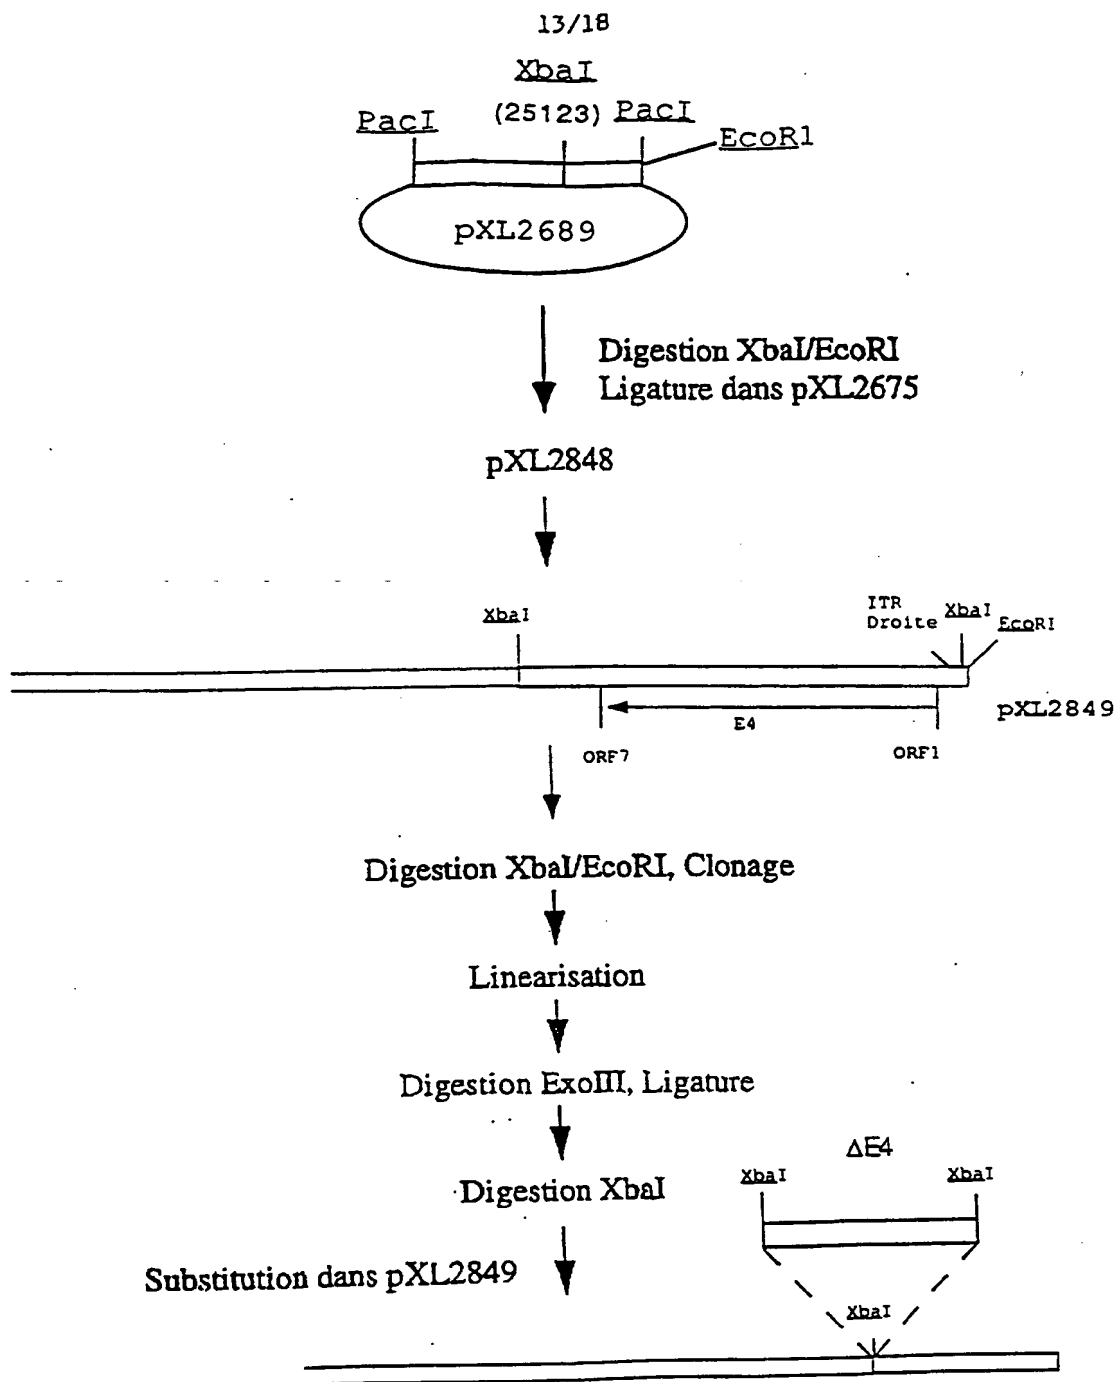 13/18
XbaI
PacI (25123) PacI
EcoR1
pXL2689
Digestion XbaI/EcoRI
Ligature dans pXL2675
pXL2848
XbaI
ITR
Droite
XbaI
EcoRI
pXL2849
E4
ORF7
ORF1
Digestion XbaI/EcoRI, Clonage
Linearisation
Digestion ExoIII, Ligature
ΔE4
Digestion XbaI
XbaI
XbaI
Substitution dans pXL2849
XbaI